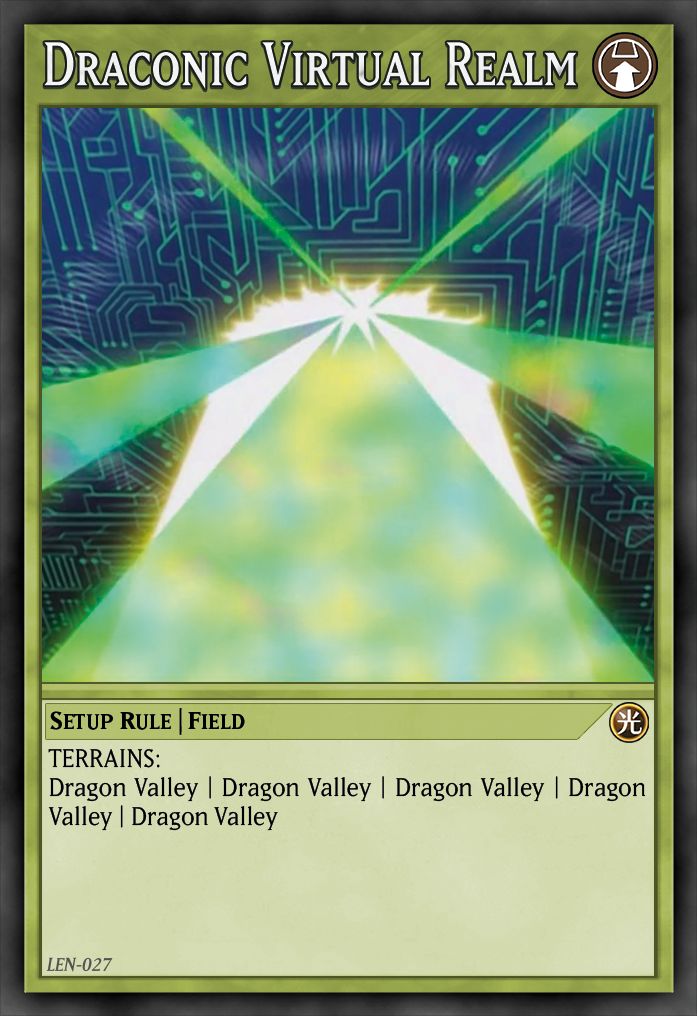 Draconic Virtual Realm
Setup Rule | Field
光
TERRAINS:
Dragon Valley | Dragon Valley | Dragon Valley | Dragon
Valley | Dragon Valley
LEN-027